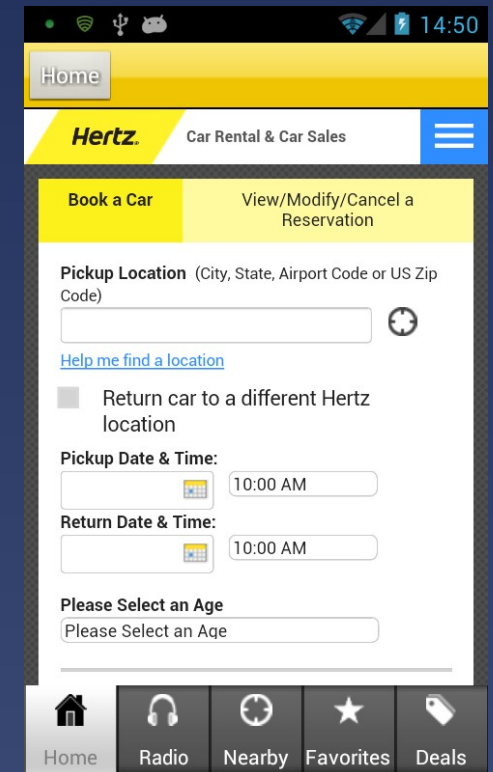 14:50
Home
Hertz. Car Rental & Car Sales
Book a Car
View/Modify/Cancel a
Reservation
Pickup Location (City, State, Airport Code or US Zip
Code)
Help me find a location
Return car to a different Hertz
location
Pickup Date & Time:
10:00 AM
Return Date & Time:
10:00 AM
Please Select an Age
Please Select an Age
Home Radio Nearby Favorites Deals